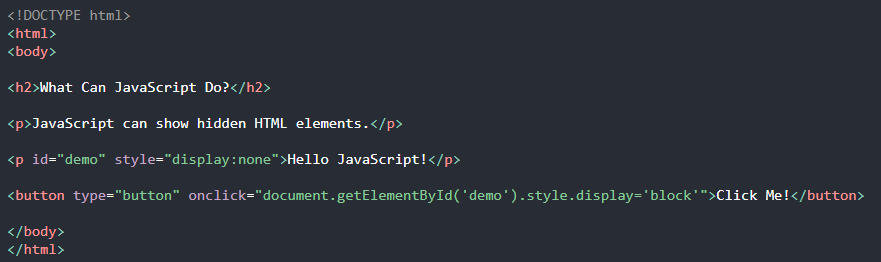 <!DOCTYPE html>
<html>
<body>
<h2>What Can JavaScript Do?</h2>
<p>JavaScript can show hidden HTML elements.</p>
<p id="demo" style="display:none">Hello JavaScript!</p>
<button type="button" onclick="document.getElementById('demo').style.display='block'">Click Me!</button>
</body>
</html>